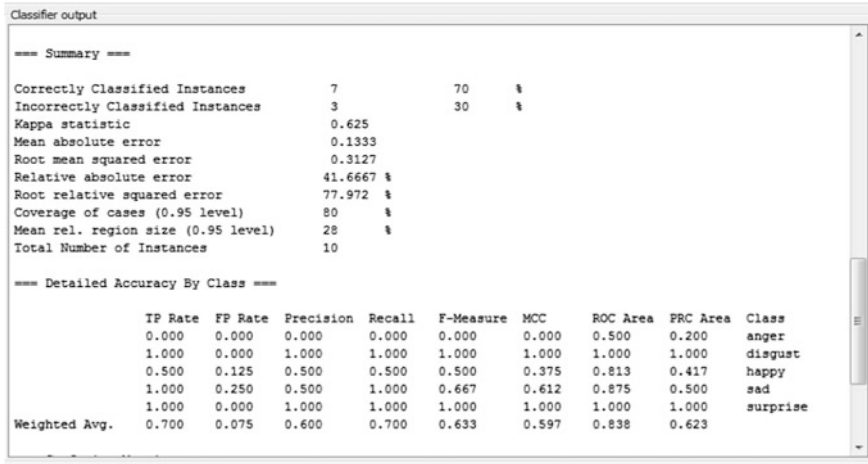 Classifier output
=== Summary ===
Correctly Classified Instances 7 70 %
Incorrectly Classified Instances 3 30 %
Kappa statistic 0.625
Mean absolute error 0.1333
Root mean squared error 0.3127
Relative absolute error 41.6667 %
Root relative squared error 77.972 %
Coverage of cases (0.95 level) 80 %
Mean rel. region size (0.95 level) 28 %
Total Number of Instances 10
=== Detailed Accuracy By Class ===
TP Rate FP Rate Precision Recall F-Measure MCC ROC Area PRC Area Class
0.000 0.000 0.000 0.000 0.000 0.000 0.500 0.200 anger
1.000 0.000 1.000 1.000 1.000 1.000 1.000 1.000 disgust
0.500 0.125 0.500 0.500 0.500 0.375 0.813 0.417 happy
1.000 0.250 0.500 1.000 0.667 0.612 0.875 0.500 sad
1.000 0.000 1.000 1.000 1.000 1.000 1.000 1.000 surprise
Weighted Avg. 0.700 0.075 0.600 0.700 0.633 0.597 0.838 0.623